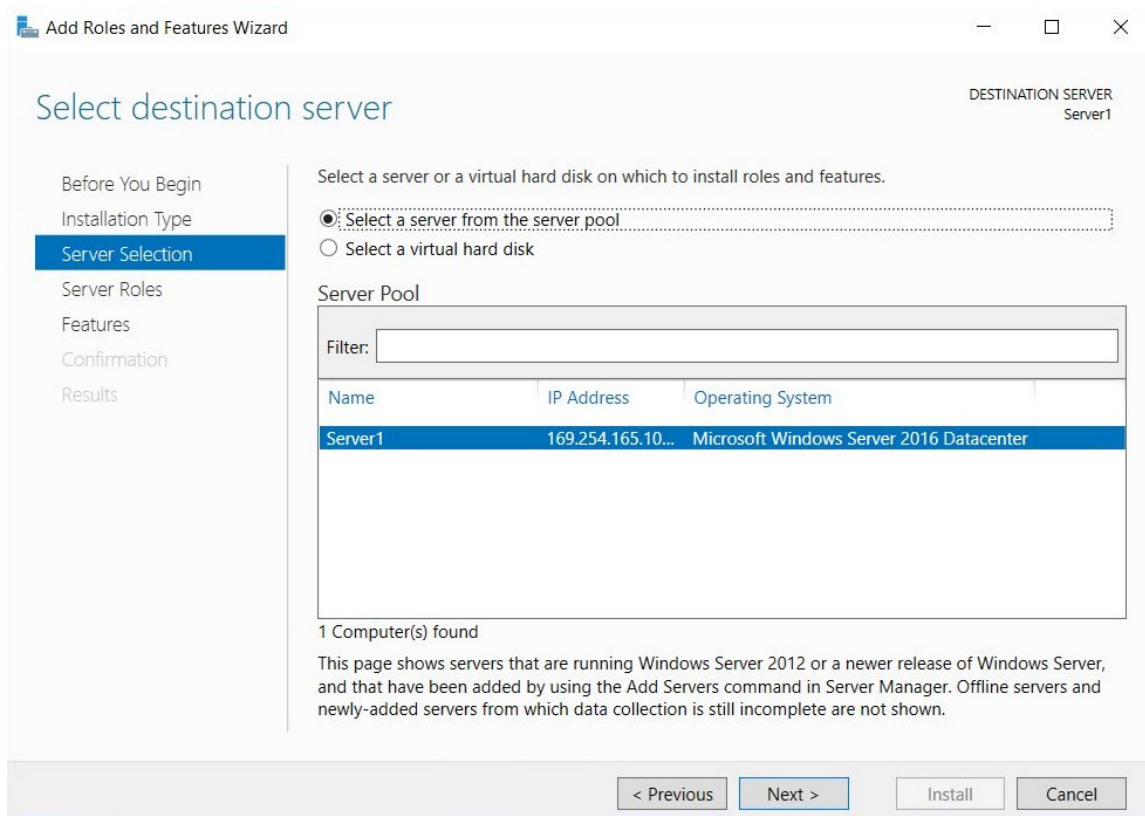 Add Roles and Features Wizard
Select destination server
DESTINATION SERVER
Server1
Before You Begin
Installation Type
Server Selection
Server Roles
Features
Confirmation
Results
Select a server or a virtual hard disk on which to install roles and features.
Select a server from the server pool
Select a virtual hard disk
Server Pool
Filter:
Name IP Address Operating System
Server1 169.254.165.10... Microsoft Windows Server 2016 Datacenter
1 Computer(s) found
This page shows servers that are running Windows Server 2012 or a newer release of Windows Server,
and that have been added by using the Add Servers command in Server Manager. Offline servers and
newly-added servers from which data collection is still incomplete are not shown.
< Previous Next > Install Cancel